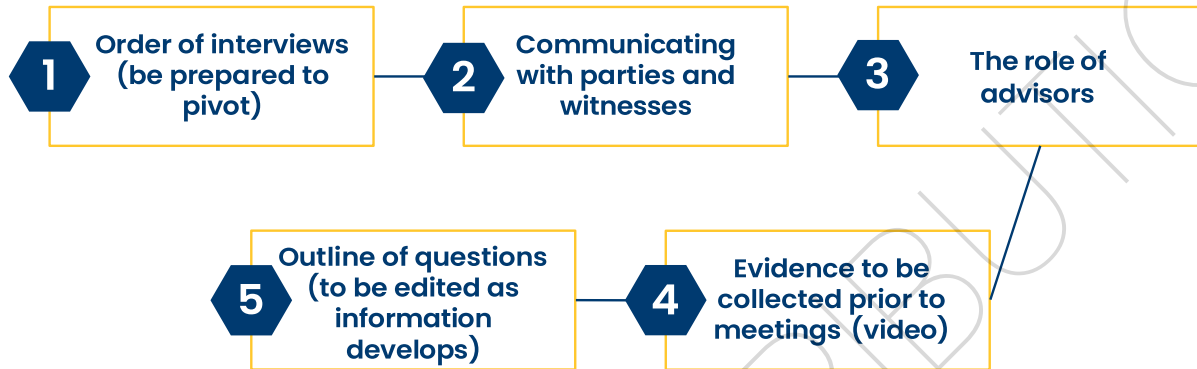 1
Order of interviews
(be prepared to
pivot)
2
Communicating
with parties and
witnesses
3
The role of
advisors
5
Outline of questions
(to be edited as
information
develops)
4
Evidence to be
collected prior to
meetings (video)